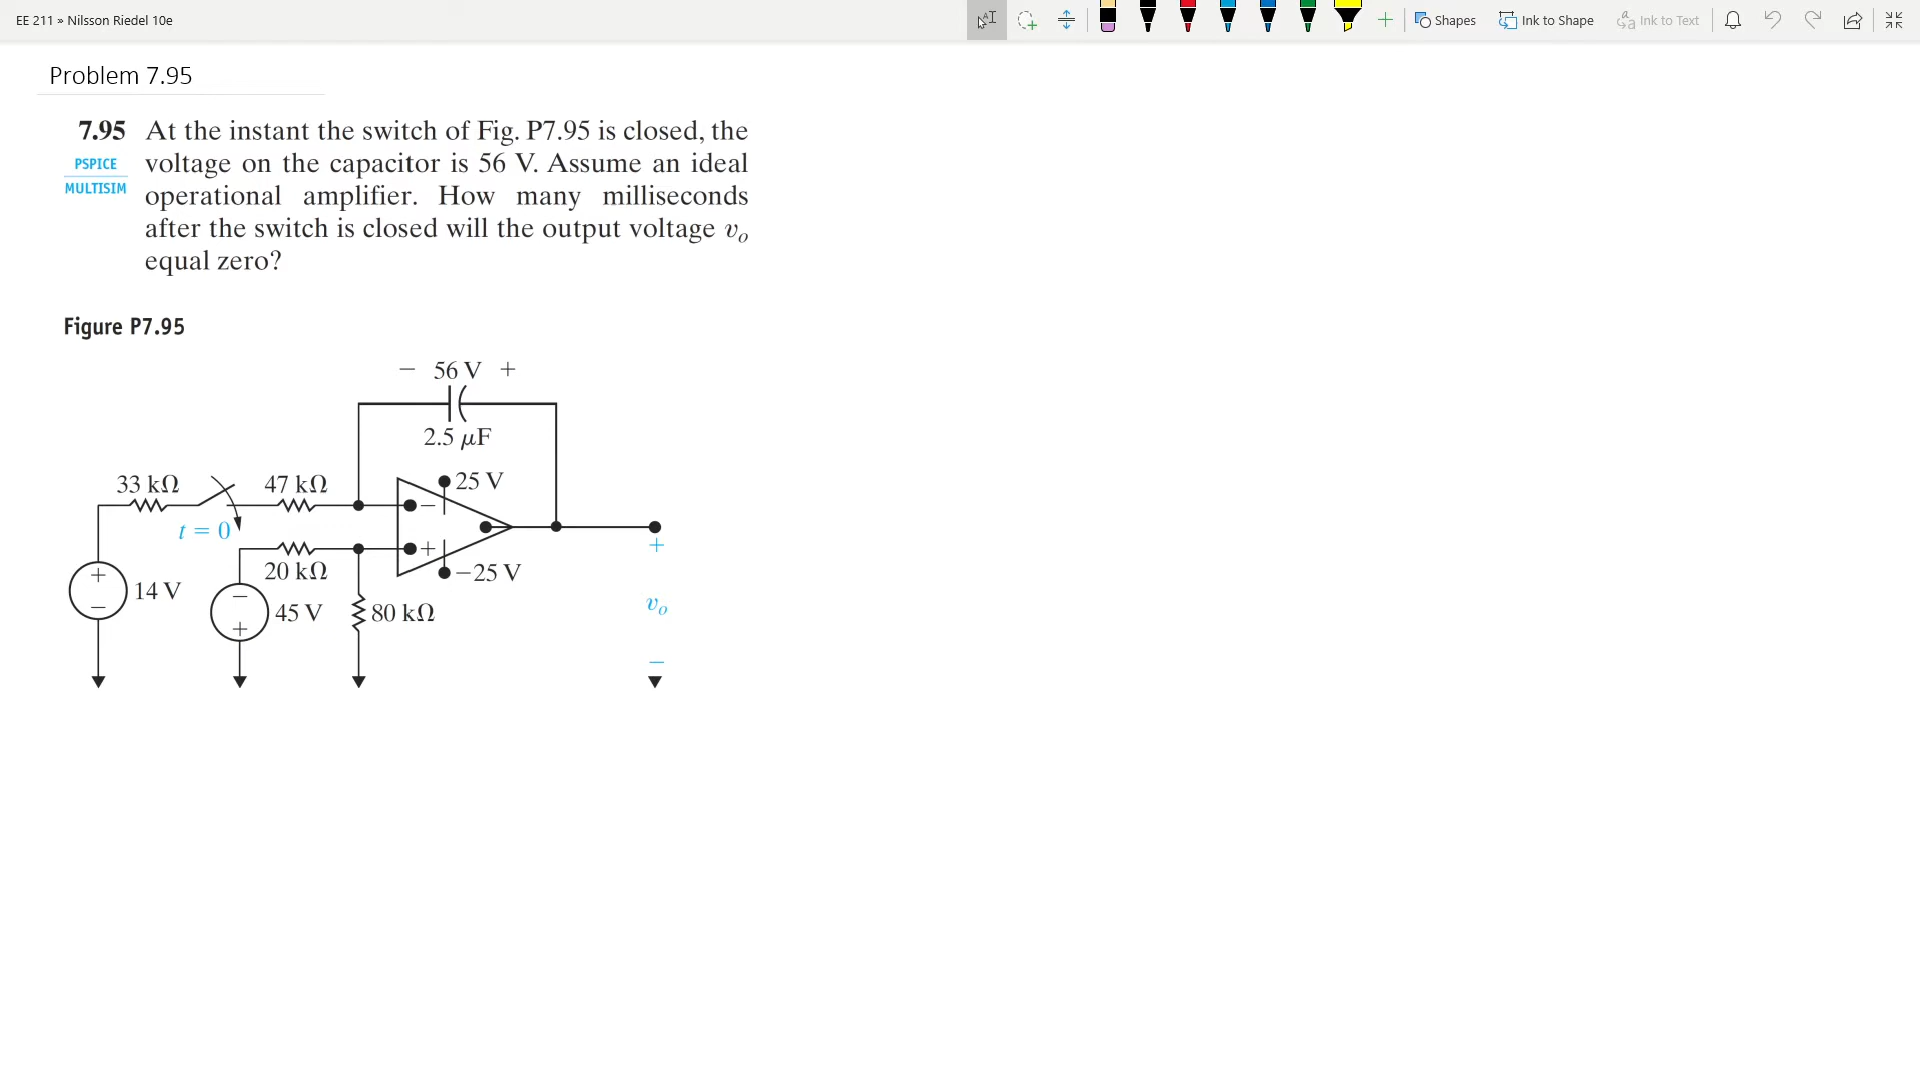 EE 211 » Nilsson Riedel 10e
Shapes
Ink to Shape
Ink to Text
Problem 7.95
7.95 At the instant the switch of Fig. P7.95 is closed, the
PSPICE voltage on the capacitor is 56 V. Assume an ideal
MULTISIM operational amplifier. How many milliseconds
after the switch is closed will the output voltage vₒ
equal zero?
Figure P7.95
− 56 V +
2.5 μF
33 kΩ
47 kΩ
25 V
−
t = 0
+
+
20 kΩ
−25 V
+
−
14 V
−
+
45 V
80 kΩ
vₒ
−